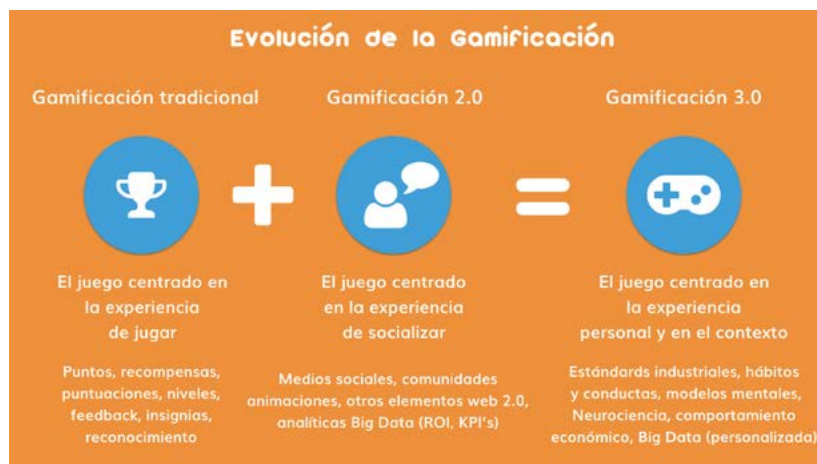 Evolución de la Gamificación
Gamificación tradicional
Gamificación 2.0
Gamificación 3.0
El juego centrado en
la experiencia
de jugar
El juego centrado
en la experiencia
de socializar
El juego centrado en
la experiencia
personal y en el contexto
Puntos, recompensas,
puntuaciones, niveles,
feedback, insignias,
reconocimiento
Medios sociales, comunidades
animaciones, otros elementos web 2.0,
analíticas Big Data (ROI, KPI's)
Estándards industriales, hábitos
y conductas, modelos mentales,
Neurociencia, comportamiento
económico, Big Data (personalizada)